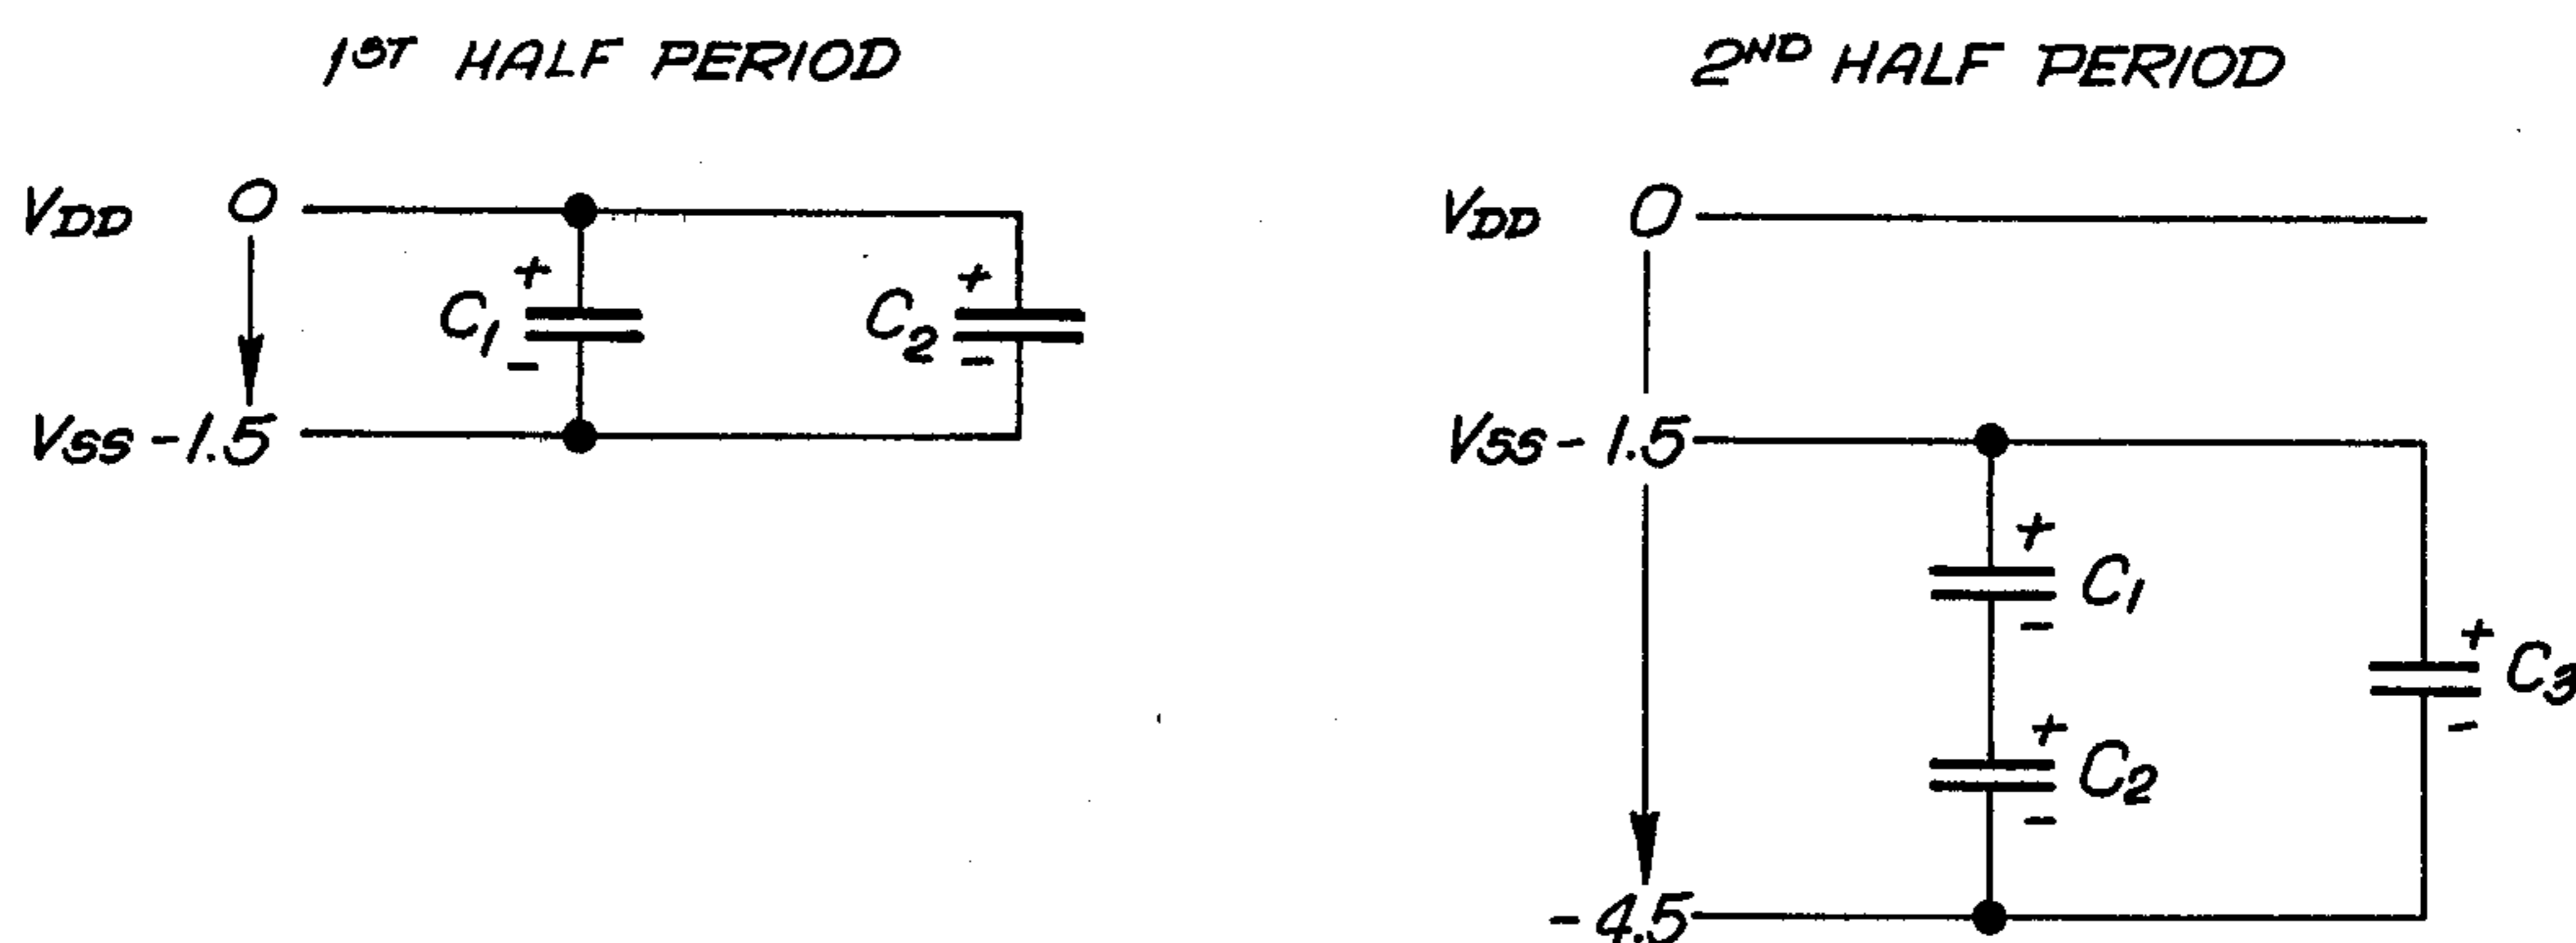 1ST HALF PERIOD
VDD 0
+
C1
-
+
C2
-
VSS -1.5
2ND HALF PERIOD
VDD 0
VSS -1.5
+
C1
-
+
C2
-
+
C3
-
-4.5